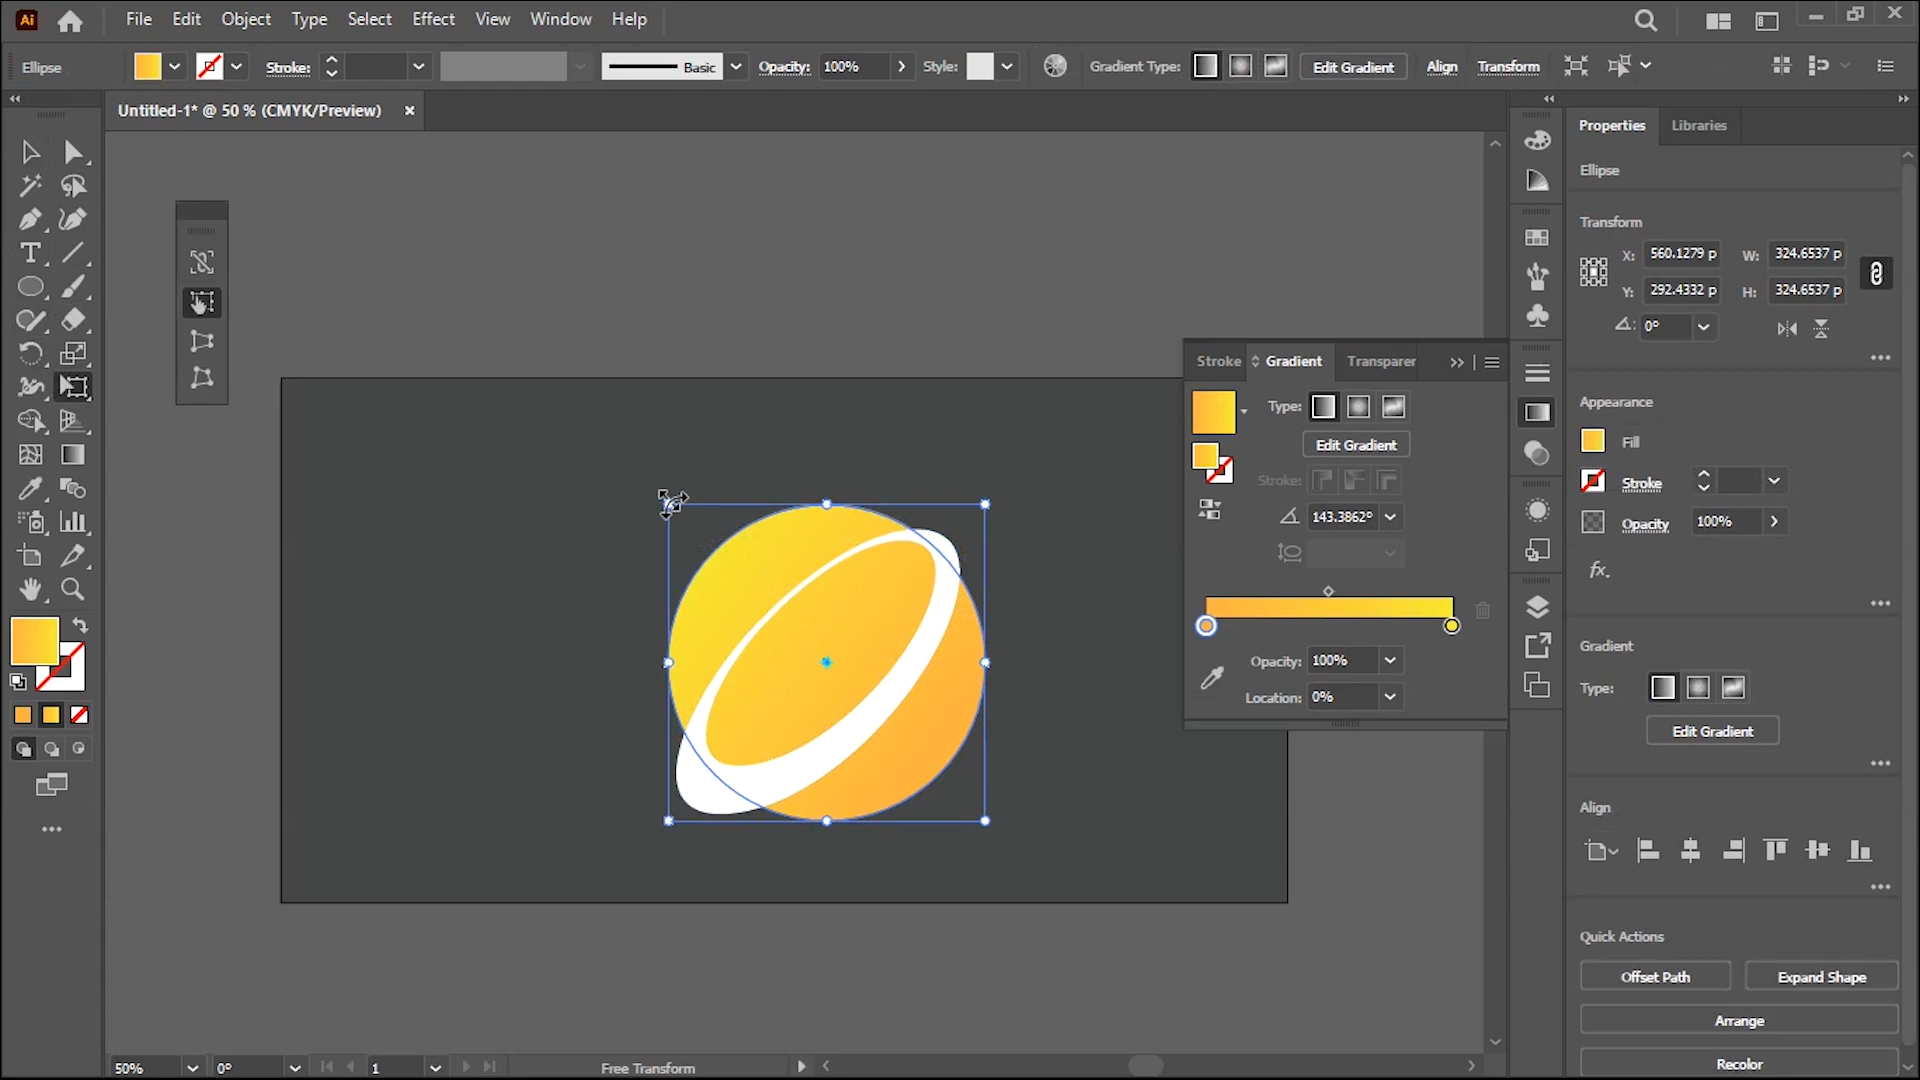 Ai File Edit Object Type Select Effect View Window Help
Ellipse Stroke: Basic Opacity: 100% Style: Gradient Type: Edit Gradient Align Transform
Untitled-1* @ 50 % (CMYK/Preview)
Properties Libraries
Ellipse
Transform
X: 560.1279 p W: 324.6537 p
Y: 292.4332 p H: 324.6537 p
0°
Stroke Gradient Transparer
Type:
Edit Gradient
Stroke:
143.3862°
Opacity: 100%
Location: 0%
Appearance
Fill
Stroke
Opacity 100%
fx.
Gradient
Type:
Edit Gradient
Align
Quick Actions
Offset Path Expand Shape
Arrange
Recolor
50% 0° 1 Free Transform